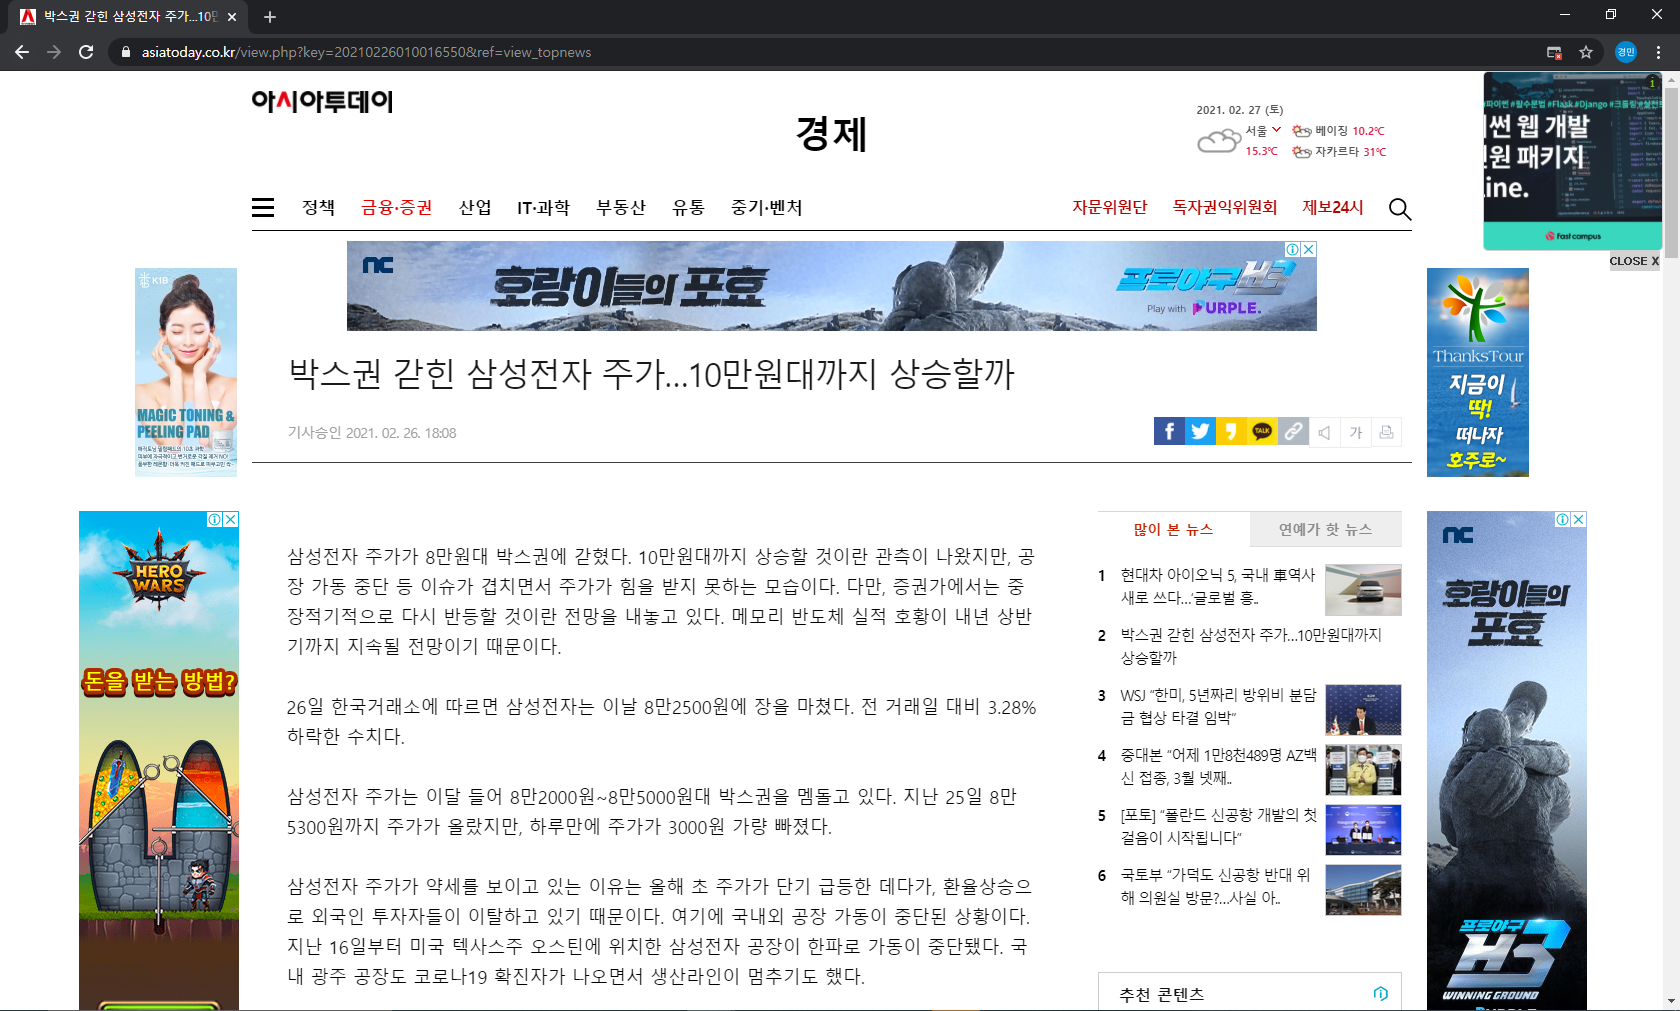 박스권 갇힌 삼성전자 주가...10만
asiatoday.co.kr/view.php?key=20210226010016550&ref=view_topnews
경민
아시아투데이
경제
2021. 02. 27 (토)
서울 베이징 10.2℃
15.3℃ 자카르타 31℃
#파이썬 #필수문법 #Flask #Django #크롤링
썬 웹 개발
인원 패키지
ine.
Fast campus
CLOSE X
정책 금융·증권 산업 IT·과학 부동산 유통 중기·벤처
자문위원단 독자권익위원회 제보24시
nc
호랑이들의 포효
프로야구 H3
Play with PURPLE.
K1B
MAGIC TONING &
PEELING PAD
ThanksTour
지금이
딱!
떠나자
호주로~
박스권 갇힌 삼성전자 주가...10만원대까지 상승할까
기사승인 2021. 02. 26. 18:08
TALK
가
HERO
WARS
돈을 받는 방법?
삼성전자 주가가 8만원대 박스권에 갇혔다. 10만원대까지 상승할 것이란 관측이 나왔지만, 공
장 가동 중단 등 이슈가 겹치면서 주가가 힘을 받지 못하는 모습이다. 다만, 증권가에서는 중
장적기적으로 다시 반등할 것이란 전망을 내놓고 있다. 메모리 반도체 실적 호황이 내년 상반
기까지 지속될 전망이기 때문이다.
26일 한국거래소에 따르면 삼성전자는 이날 8만2500원에 장을 마쳤다. 전 거래일 대비 3.28%
하락한 수치다.
삼성전자 주가는 이달 들어 8만2000원~8만5000원대 박스권을 멤돌고 있다. 지난 25일 8만
5300원까지 주가가 올랐지만, 하루만에 주가가 3000원 가량 빠졌다.
삼성전자 주가가 약세를 보이고 있는 이유는 올해 초 주가가 단기 급등한 데다가, 환율상승으
로 외국인 투자자들이 이탈하고 있기 때문이다. 여기에 국내외 공장 가동이 중단된 상황이다.
지난 16일부터 미국 텍사스주 오스틴에 위치한 삼성전자 공장이 한파로 가동이 중단됐다. 국
내 광주 공장도 코로나19 확진자가 나오면서 생산라인이 멈추기도 했다.
많이 본 뉴스 연예가 핫 뉴스
1 현대차 아이오닉 5, 국내 車역사
새로 쓰다...‘글로벌 흥..
2 박스권 갇힌 삼성전자 주가...10만원대까지
상승할까
3 WSJ “한미, 5년짜리 방위비 분담
금 협상 타결 임박”
4 중대본 “어제 1만8천489명 AZ백
신 접종, 3월 넷째..
5 [포토] “폴란드 신공항 개발의 첫
걸음이 시작됩니다”
6 국토부 “가덕도 신공항 반대 위
해 의원실 방문?...사실 아..
추천 콘텐츠
nc
호랑이들의
포효
프로야구
H3
WINNING GROUND
PURPLE